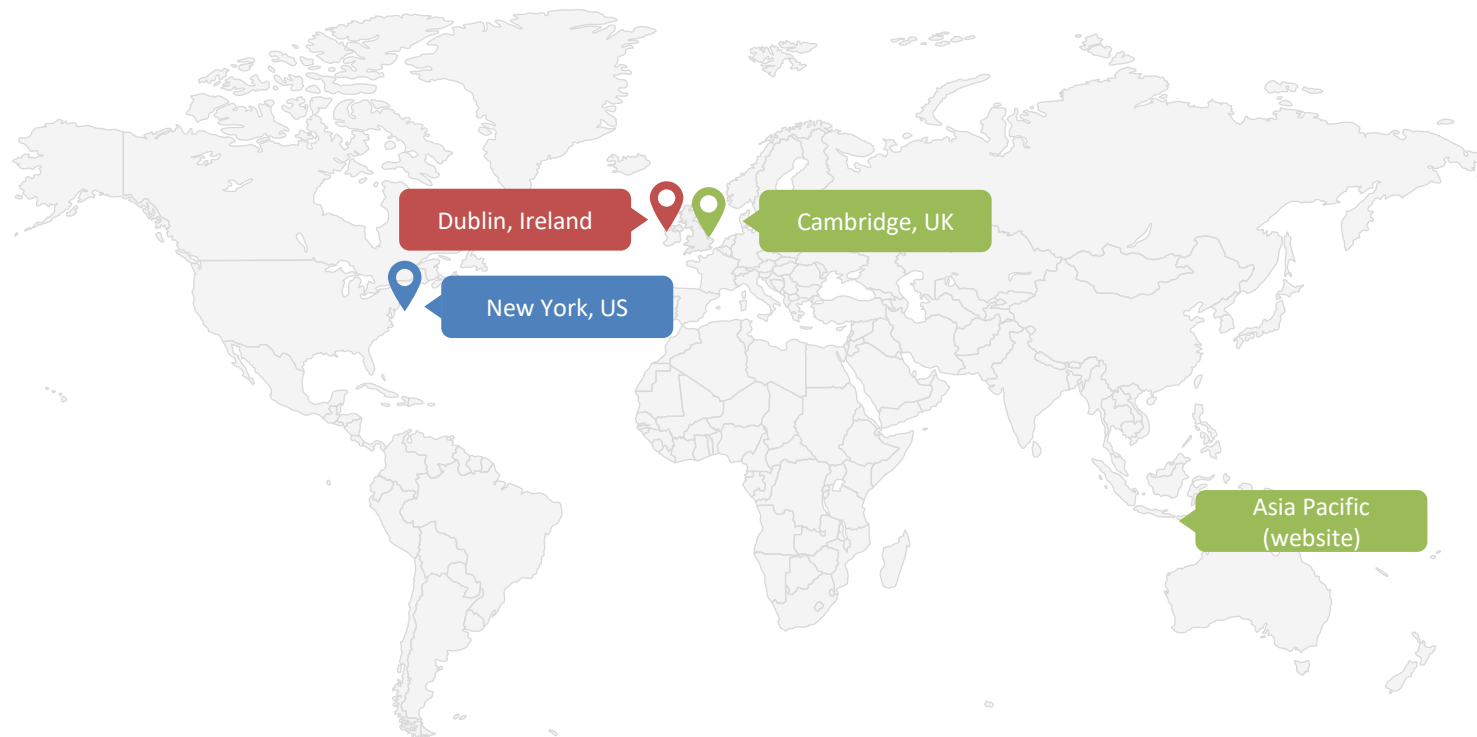 Dublin, Ireland
Cambridge, UK
New York, US
Asia Pacific
(website)